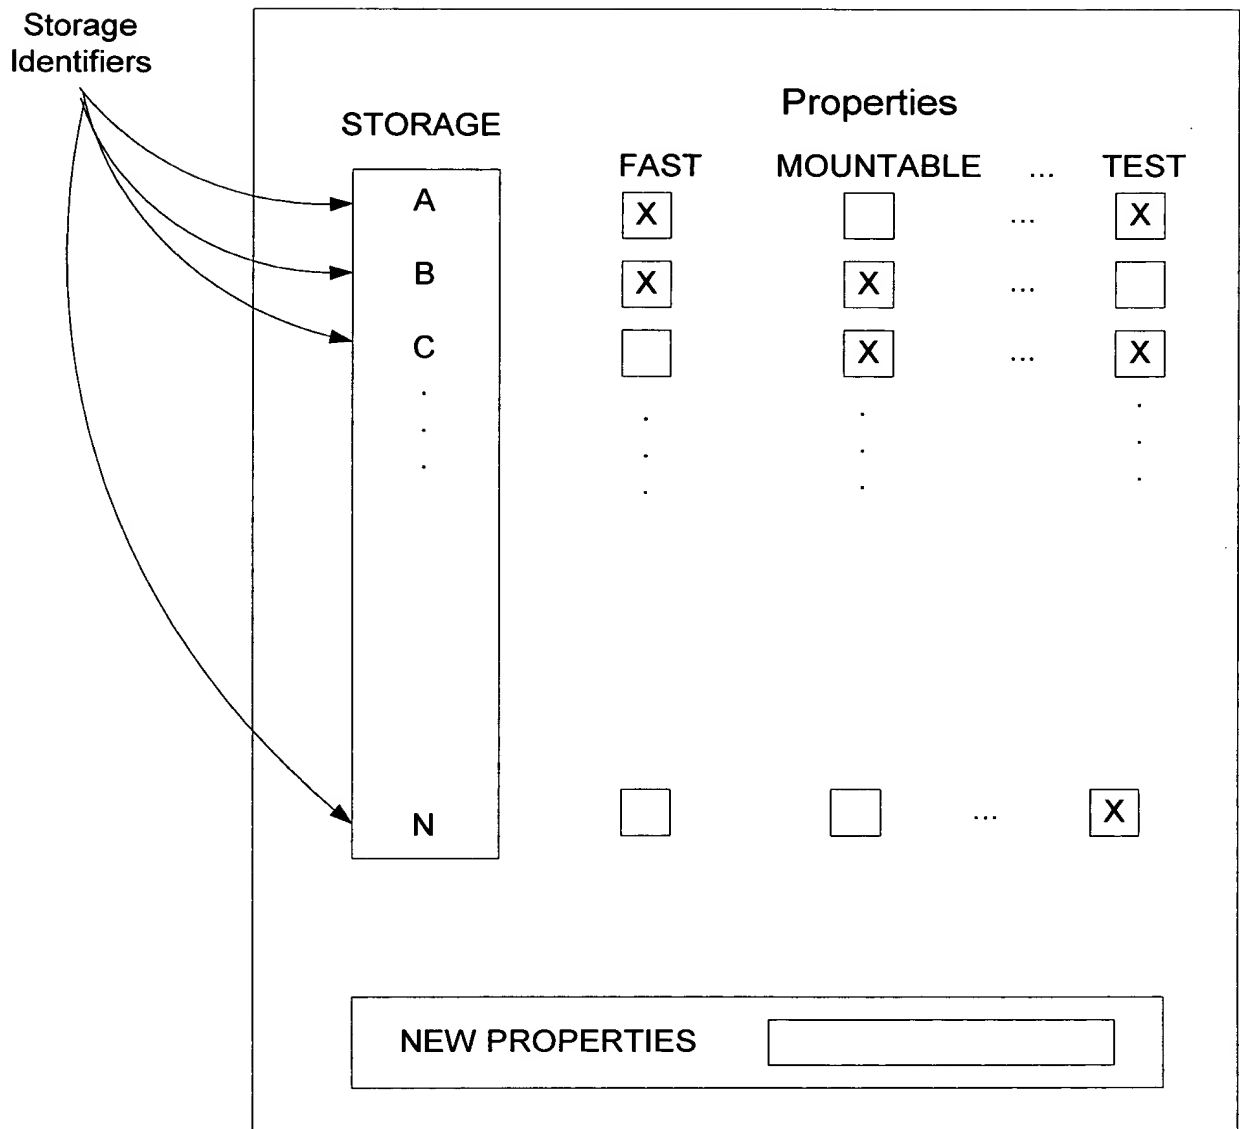 Storage
Identifiers
Properties
STORAGE
FAST MOUNTABLE ... TEST
A X ... X
B X X ...
C X ... X
N ... X
NEW PROPERTIES